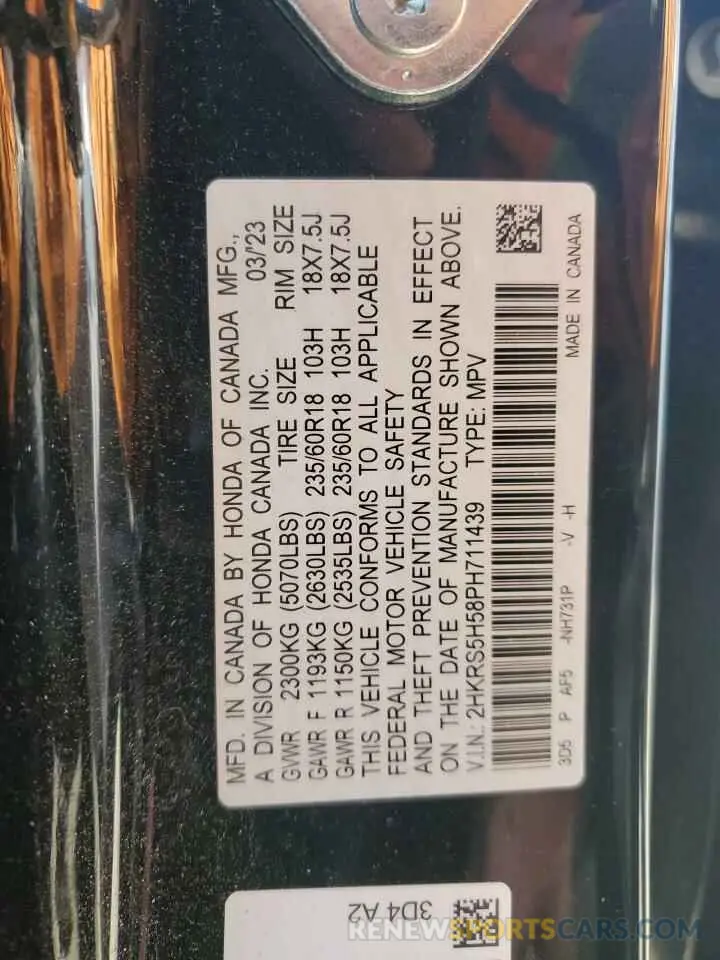 MFD. IN CANADA BY HONDA OF CANADA MFG.,
A DIVISION OF HONDA CANADA INC. 03/'23
GVWR 2300KG (5070LBS) TIRE SIZE RIM SIZE
GAWR F 1193KG (2630LBS) 235/60R18 103H 18X7.5J
GAWR R 1150KG (2535LBS) 235/60R18 103H 18X7.5J
THIS VEHICLE CONFORMS TO ALL APPLICABLE
FEDERAL MOTOR VEHICLE SAFETY
AND THEFT PREVENTION STANDARDS IN EFFECT
ON THE DATE OF MANUFACTURE SHOWN ABOVE.
V.I.N.: 2HKRS5H58PH711439 TYPE: MPV
3D5 P AF5 -NH731P -V -H MADE IN CANADA
3D4 A2
RENEWSPORTSCARS.COM